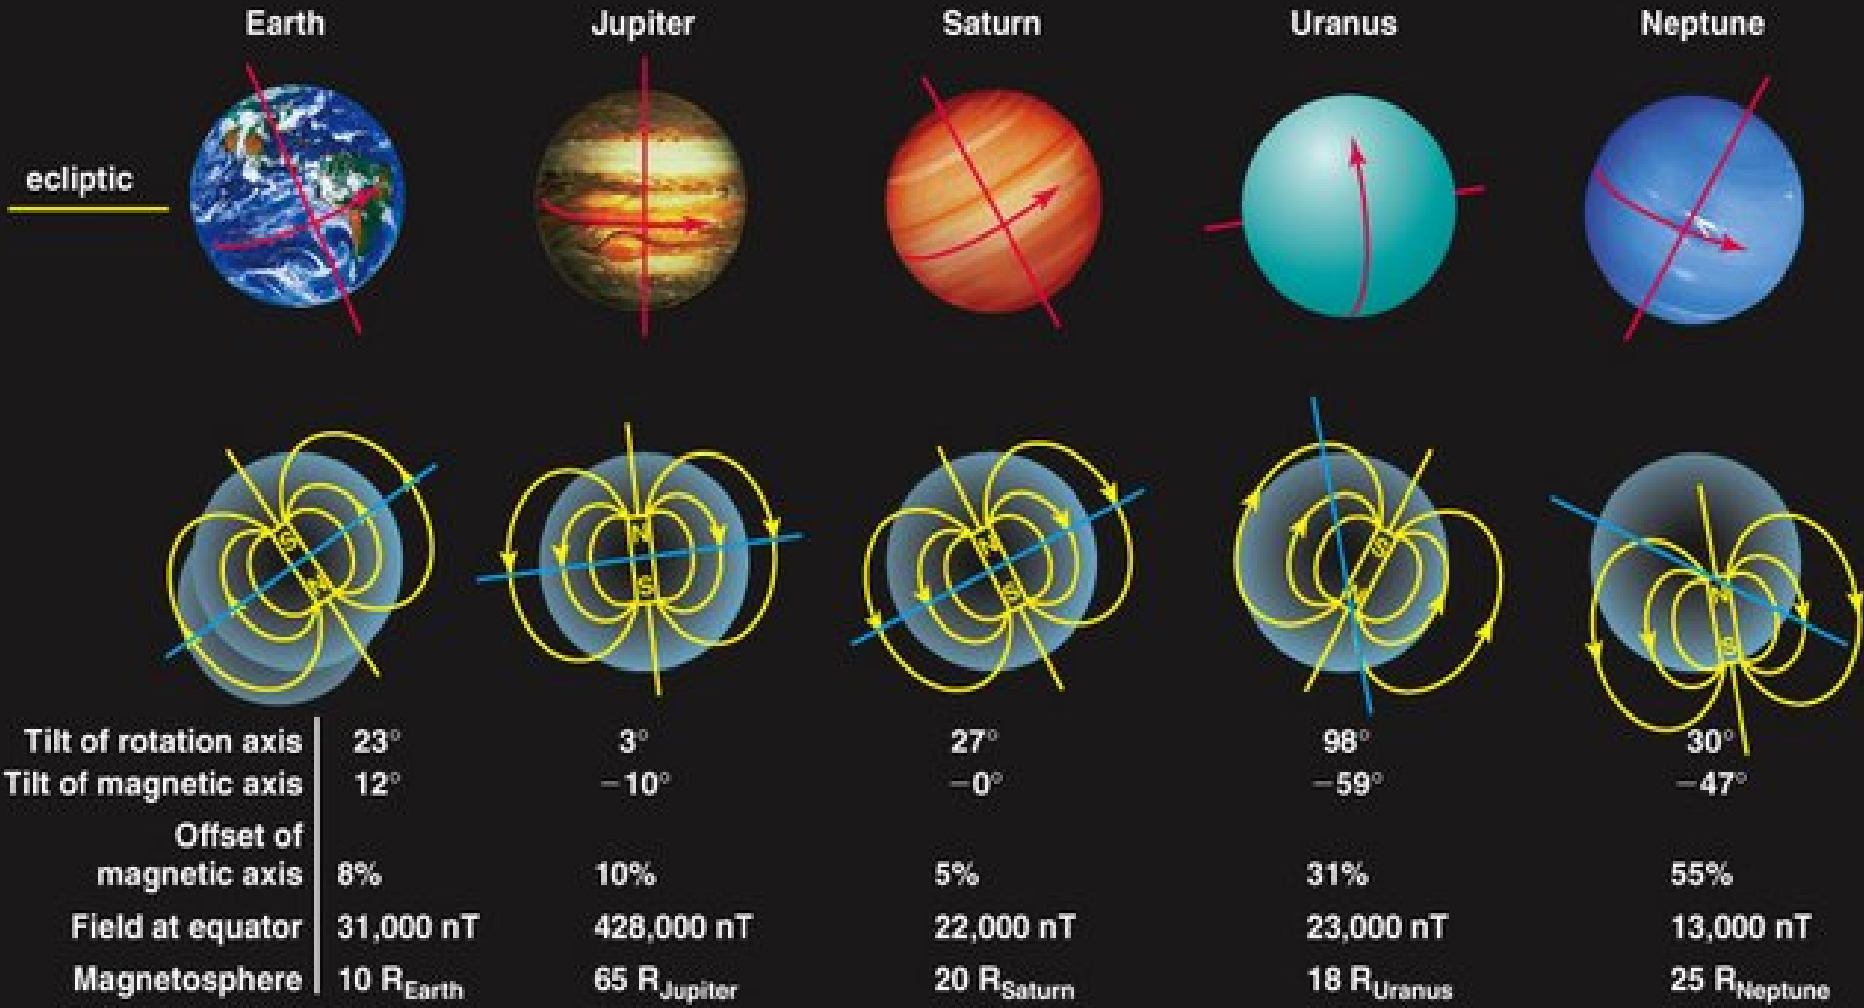 Earth Jupiter Saturn Uranus Neptune
ecliptic
S N N S N S S N S
Tilt of rotation axis 23° 3° 27° 98° 30°
Tilt of magnetic axis 12° −10° −0° −59° −47°
Offset of
magnetic axis 8% 10% 5% 31% 55%
Field at equator 31,000 nT 428,000 nT 22,000 nT 23,000 nT 13,000 nT
Magnetosphere 10 REarth 65 RJupiter 20 RSaturn 18 RUranus 25 RNeptune